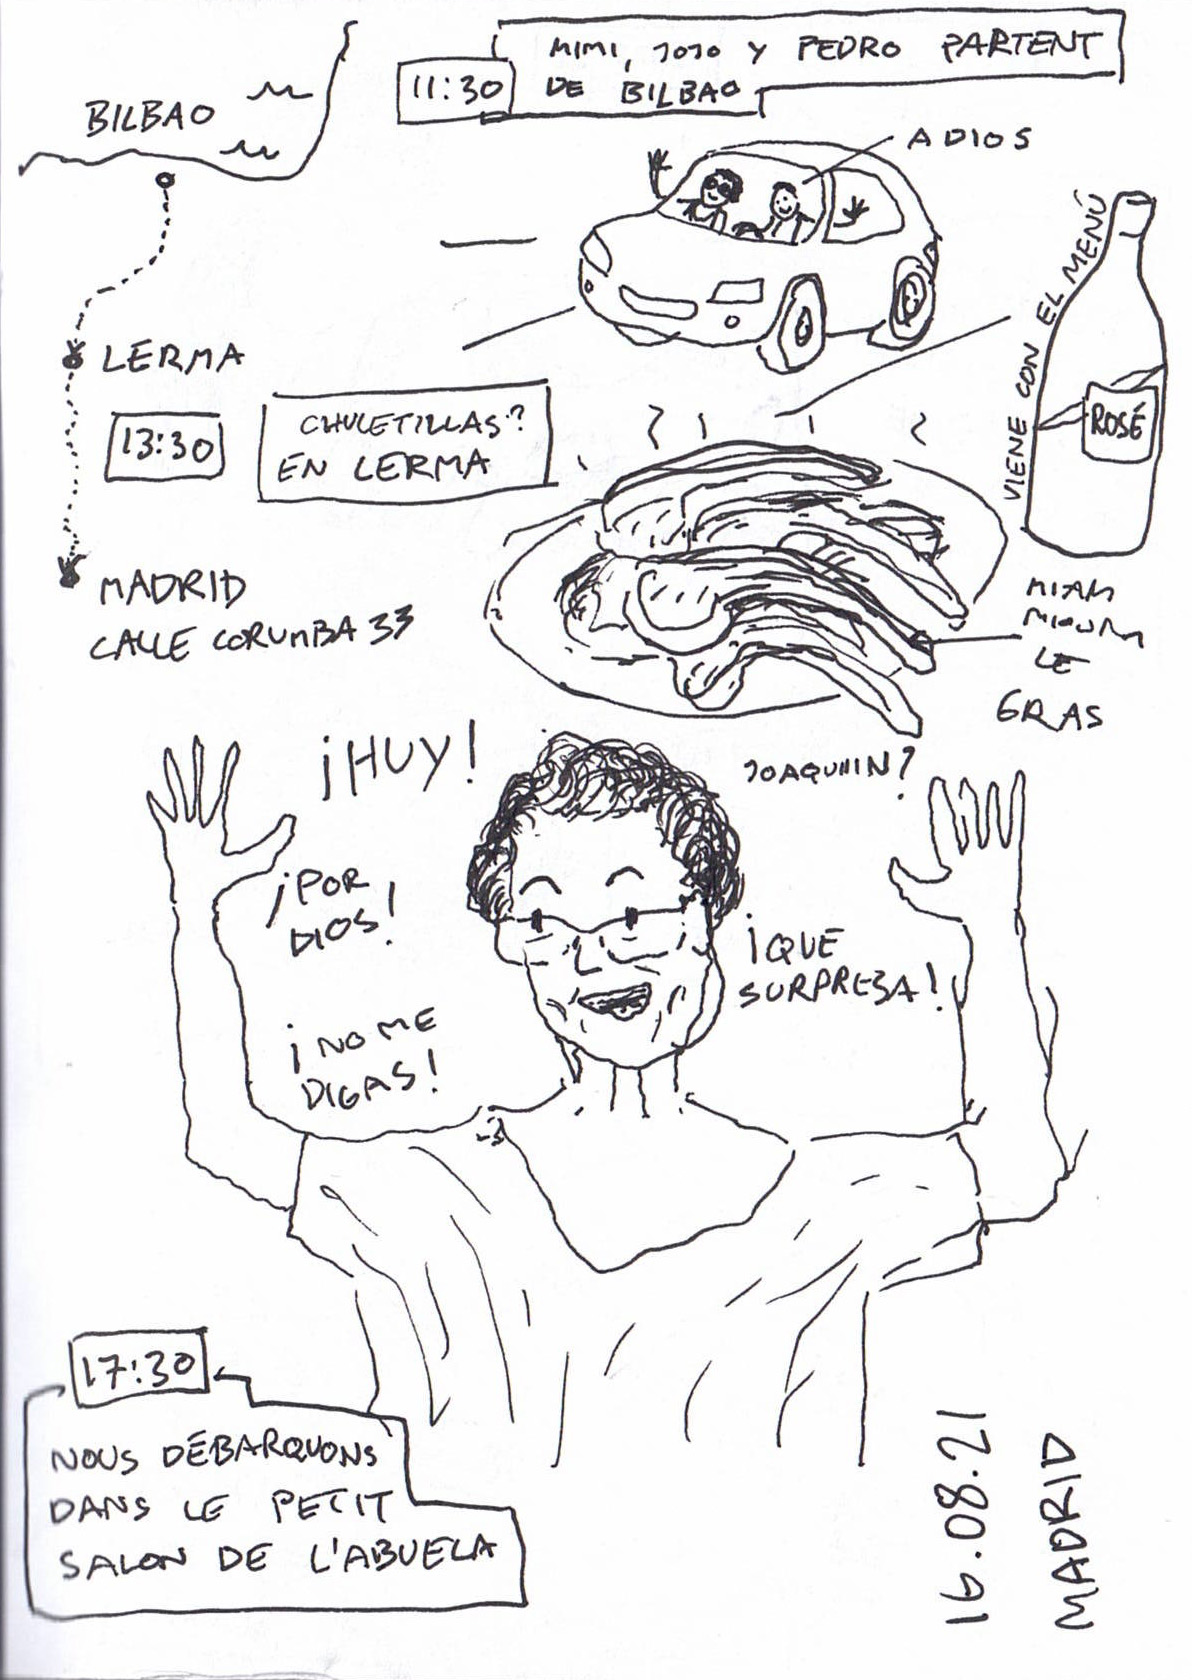 BILBAO
11:30
MIMI, JOJO Y PEDRO PARTENT
DE BILBAO
ADIOS
VIENE CON EL MENÚ
ROSÉ
LERMA
13:30
CHULETILLAS?
EN LERMA
MADRID
CALLE CORUMBA 33
MIAM
MIOUM
LE
GRAS
¡HUY!
JOAQUIIN?
¡POR
DIOS!
¡QUE
SURPRESA!
¡NO ME
DIGAS!
17:30
NOUS DÉBARQUONS
DANS LE PETIT
SALON DE L'ABUELA
16.08.21
MADRID